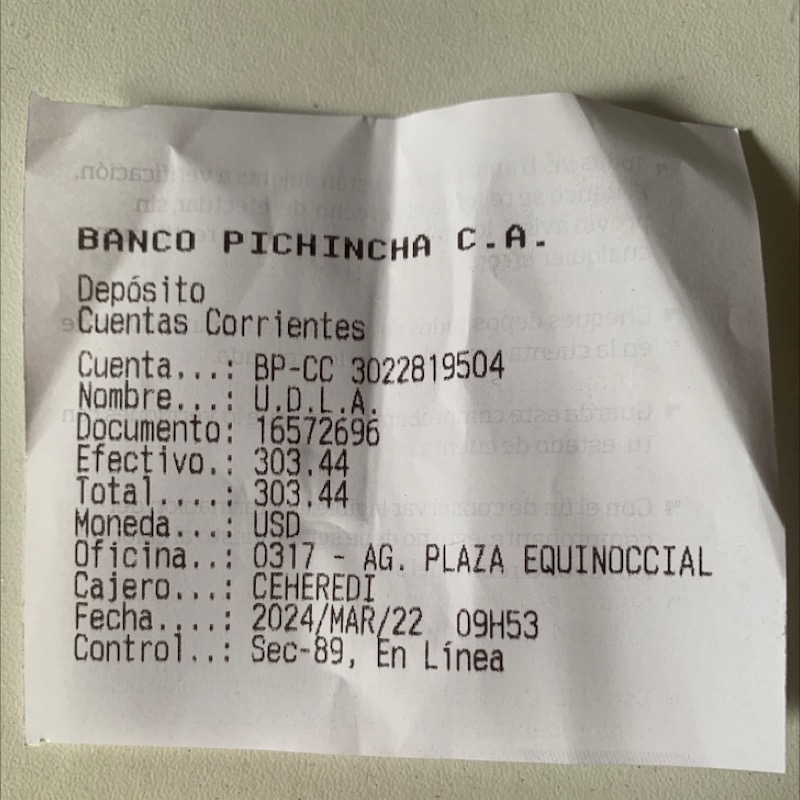 BANCO PICHINCHA C.A.
Depósito
Cuentas Corrientes
Cuenta...: BP-CC 3022819504
Nombre...: U.D.L.A.
Documento: 16572696
Efectivo.: 303.44
Total....: 303.44
Moneda...: USD
Oficina..: 0317 - AG. PLAZA EQUINOCCIAL
Cajero...: CEHEREDI
Fecha....: 2024/MAR/22 09H53
Control..: Sec-89, En Línea